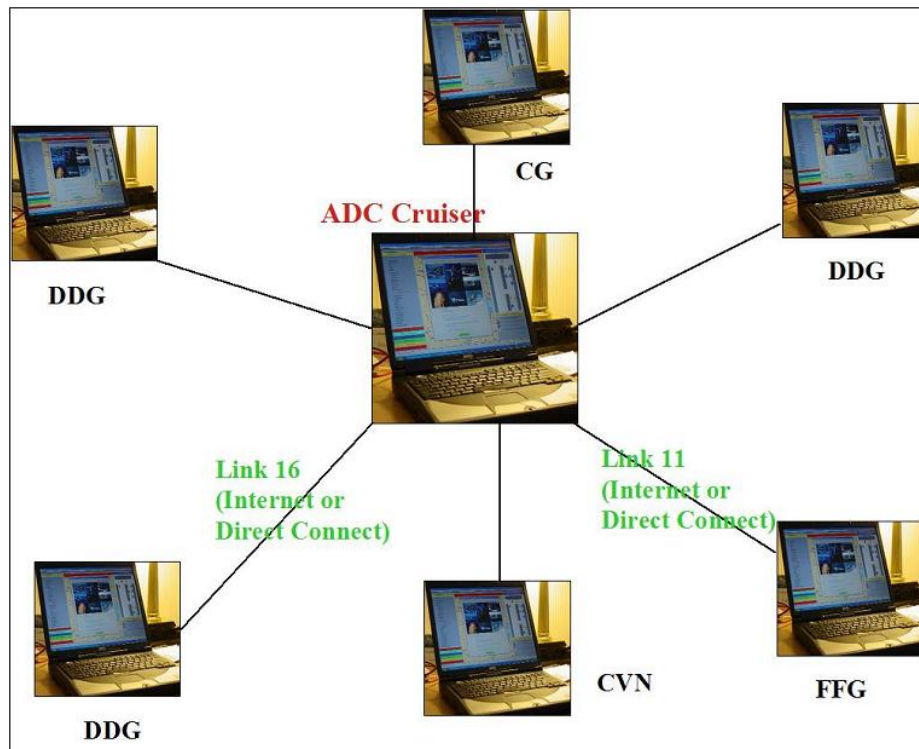 CG
ADC Cruiser
DDG
DDG
Link 16
(Internet or
Direct Connect)
Link 11
(Internet or
Direct Connect)
DDG
CVN
FFG